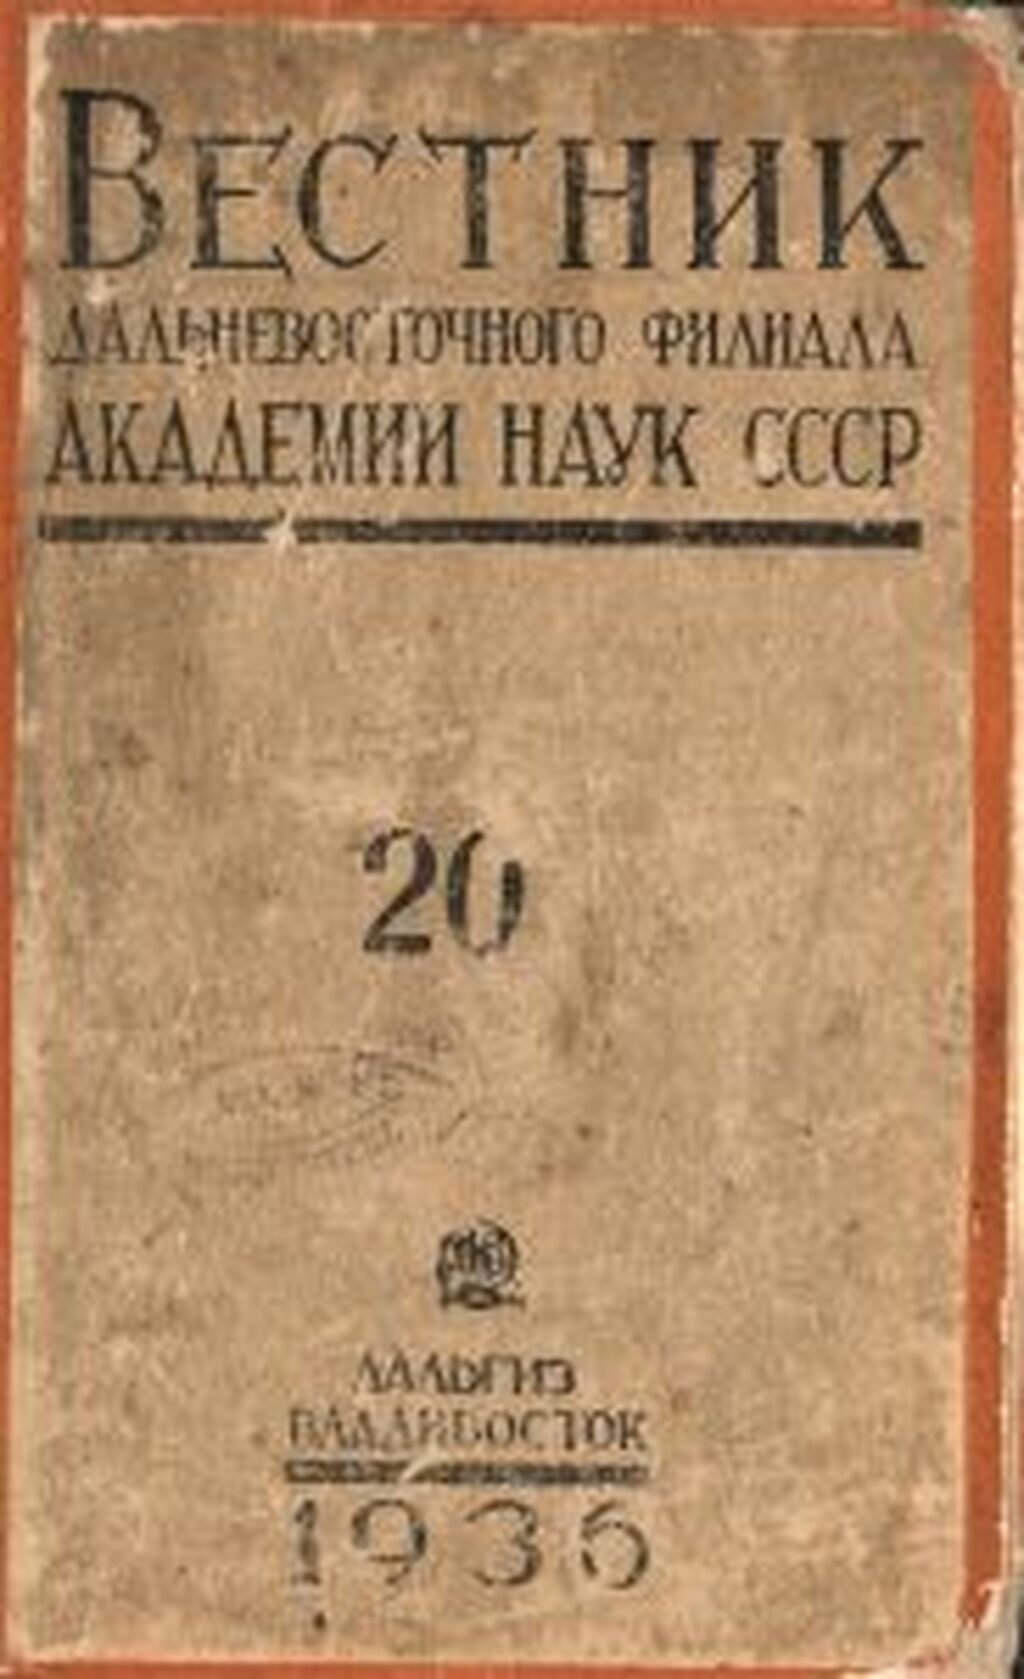 Вестник
дальневосточного филиала
Академии наук СССР
20
Дальгиз
Владивосток
1936